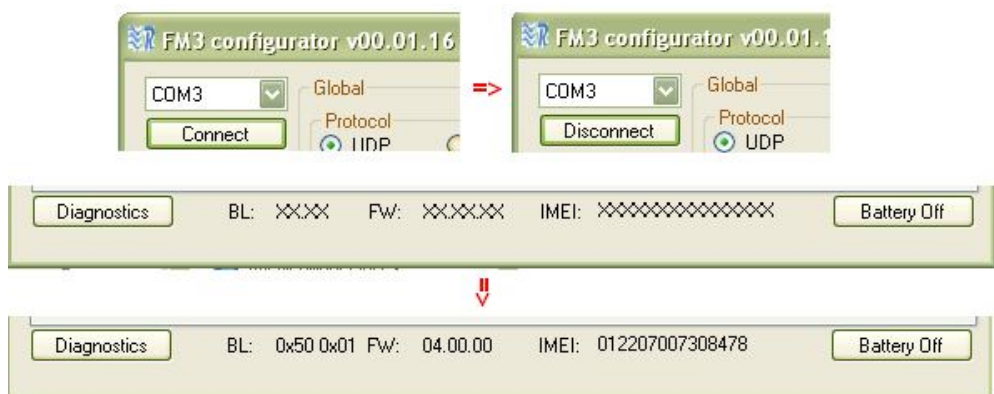 FM3 configurator v00.01.16
COM3
Global
Connect
Protocol
UDP
=>
FM3 configurator v00.01.1
COM3
Global
Disconnect
Protocol
UDP
Diagnostics BL: XX.XX FW: XX.XX.XX IMEI: XXXXXXXXXXXXXX Battery Off
=>
Diagnostics BL: 0x50 0x01 FW: 04.00.00 IMEI: 012207007308478 Battery Off